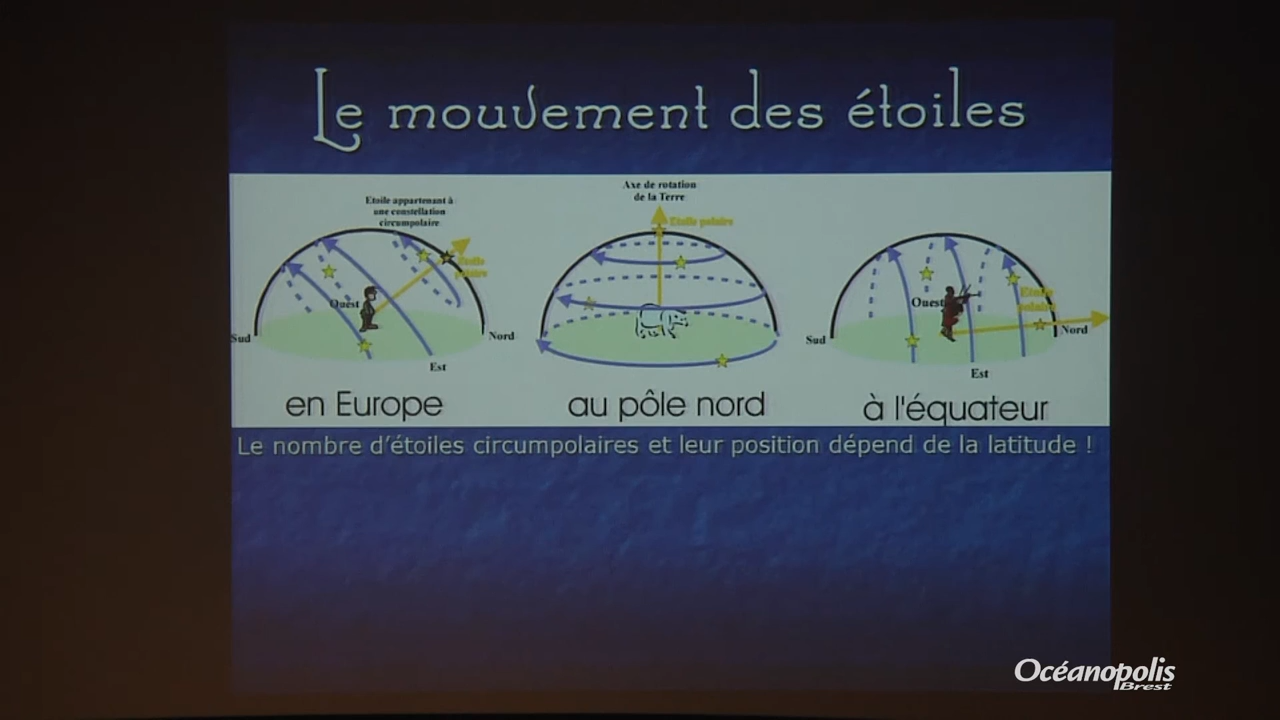 Le mouvement des étoiles
Etoile appartenant à
une constellation
circumpolaire
Etoile
polaire
Ouest
Sud
Nord
Est
en Europe
Axe de rotation
de la Terre
Etoile polaire
au pôle nord
Ouest
Etoile
polaire
Sud
Nord
Est
à l'équateur
Le nombre d'étoiles circumpolaires et leur position dépend de la latitude !
Océanopolis
Brest